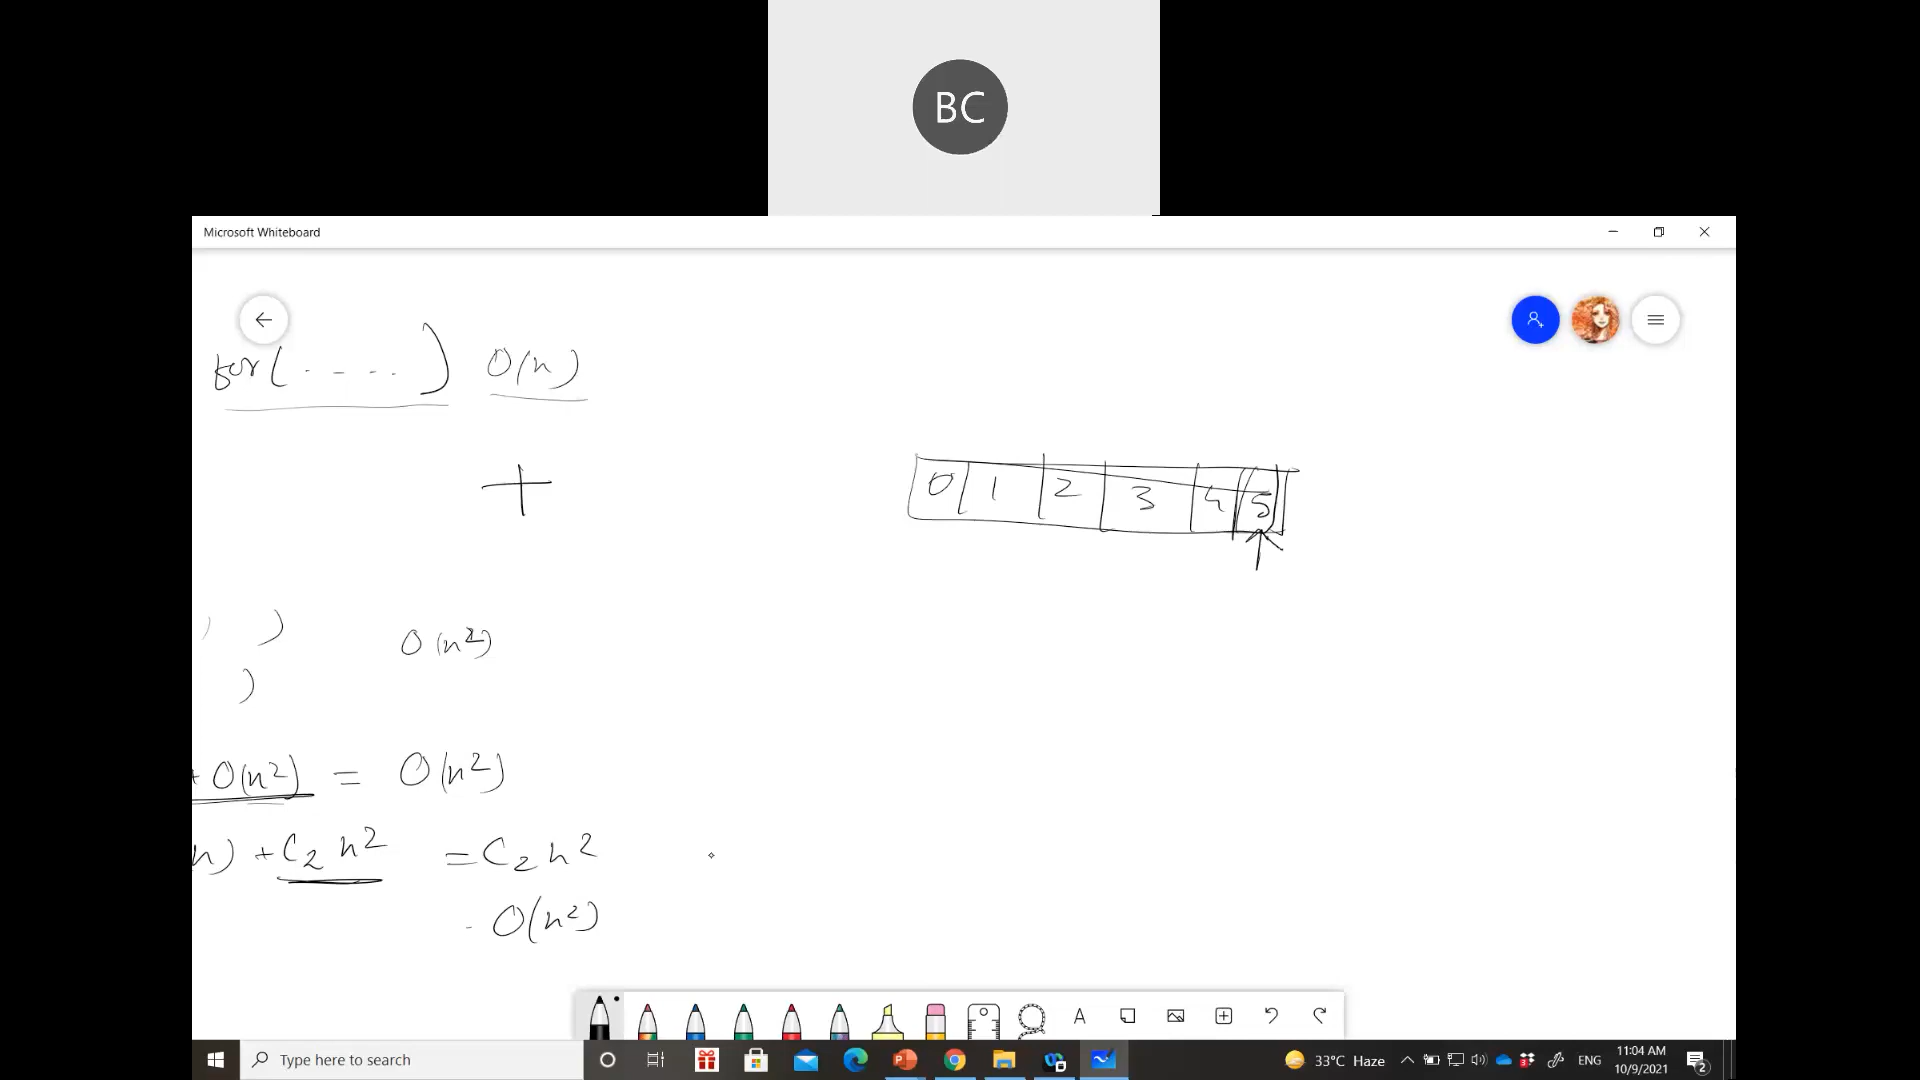 BC
Microsoft Whiteboard
for( . - - . . ) O(n)
+
0 1 2 3 4 5
) ) O(n²)
)
+ O(n²) = O(n²)
n) + C₂ n² = C₂ n²
- O(n²)
A
Type here to search
33°C Haze
ENG
11:04 AM
10/9/2021
2